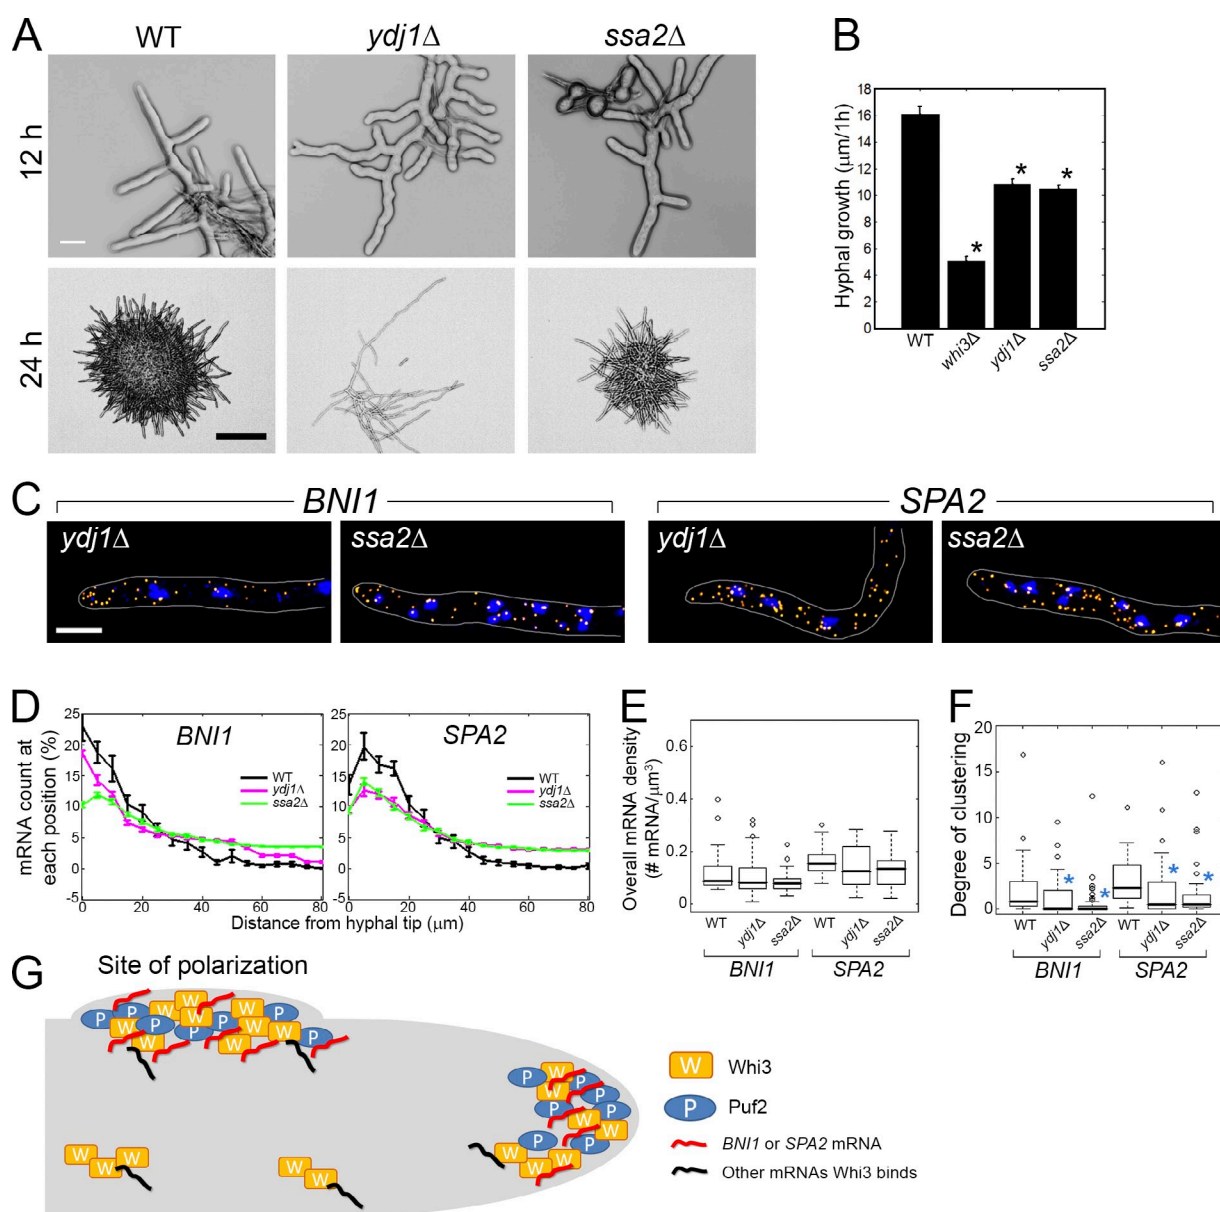 A
WT
ydj1Δ
ssa2Δ
12 h
24 h
B
Hyphal growth (μm/1h)
18
16
14
12
10
8
6
4
2
0
*
*
*
WT
whi3Δ
ydj1Δ
ssa2Δ
C
BNI1
SPA2
ydj1Δ
ssa2Δ
ydj1Δ
ssa2Δ
D
mRNA count at
each position (%)
25
20
15
10
5
0
-5
BNI1
WT
ydj1Δ
ssa2Δ
0 20 40 60 80
25
20
15
10
5
0
-5
SPA2
WT
ydj1Δ
ssa2Δ
0 20 40 60 80
Distance from hyphal tip (μm)
E
Overall mRNA density
(# mRNA/μm³)
0.6
0.4
0.2
0
WT
ydj1Δ
ssa2Δ
WT
ydj1Δ
ssa2Δ
BNI1
SPA2
F
Degree of clustering
20
15
10
5
0
*
*
*
*
WT
ydj1Δ
ssa2Δ
WT
ydj1Δ
ssa2Δ
BNI1
SPA2
G
Site of polarization
W
P
W
P
P
W
W
W
P
W
P
W
P
W
W
P
W
W
P
W
P
W
P
P
P
W
P
W
P
P
W
W
W
W
W
W
W
W
W
Whi3
P
Puf2
BNI1 or SPA2 mRNA
Other mRNAs Whi3 binds